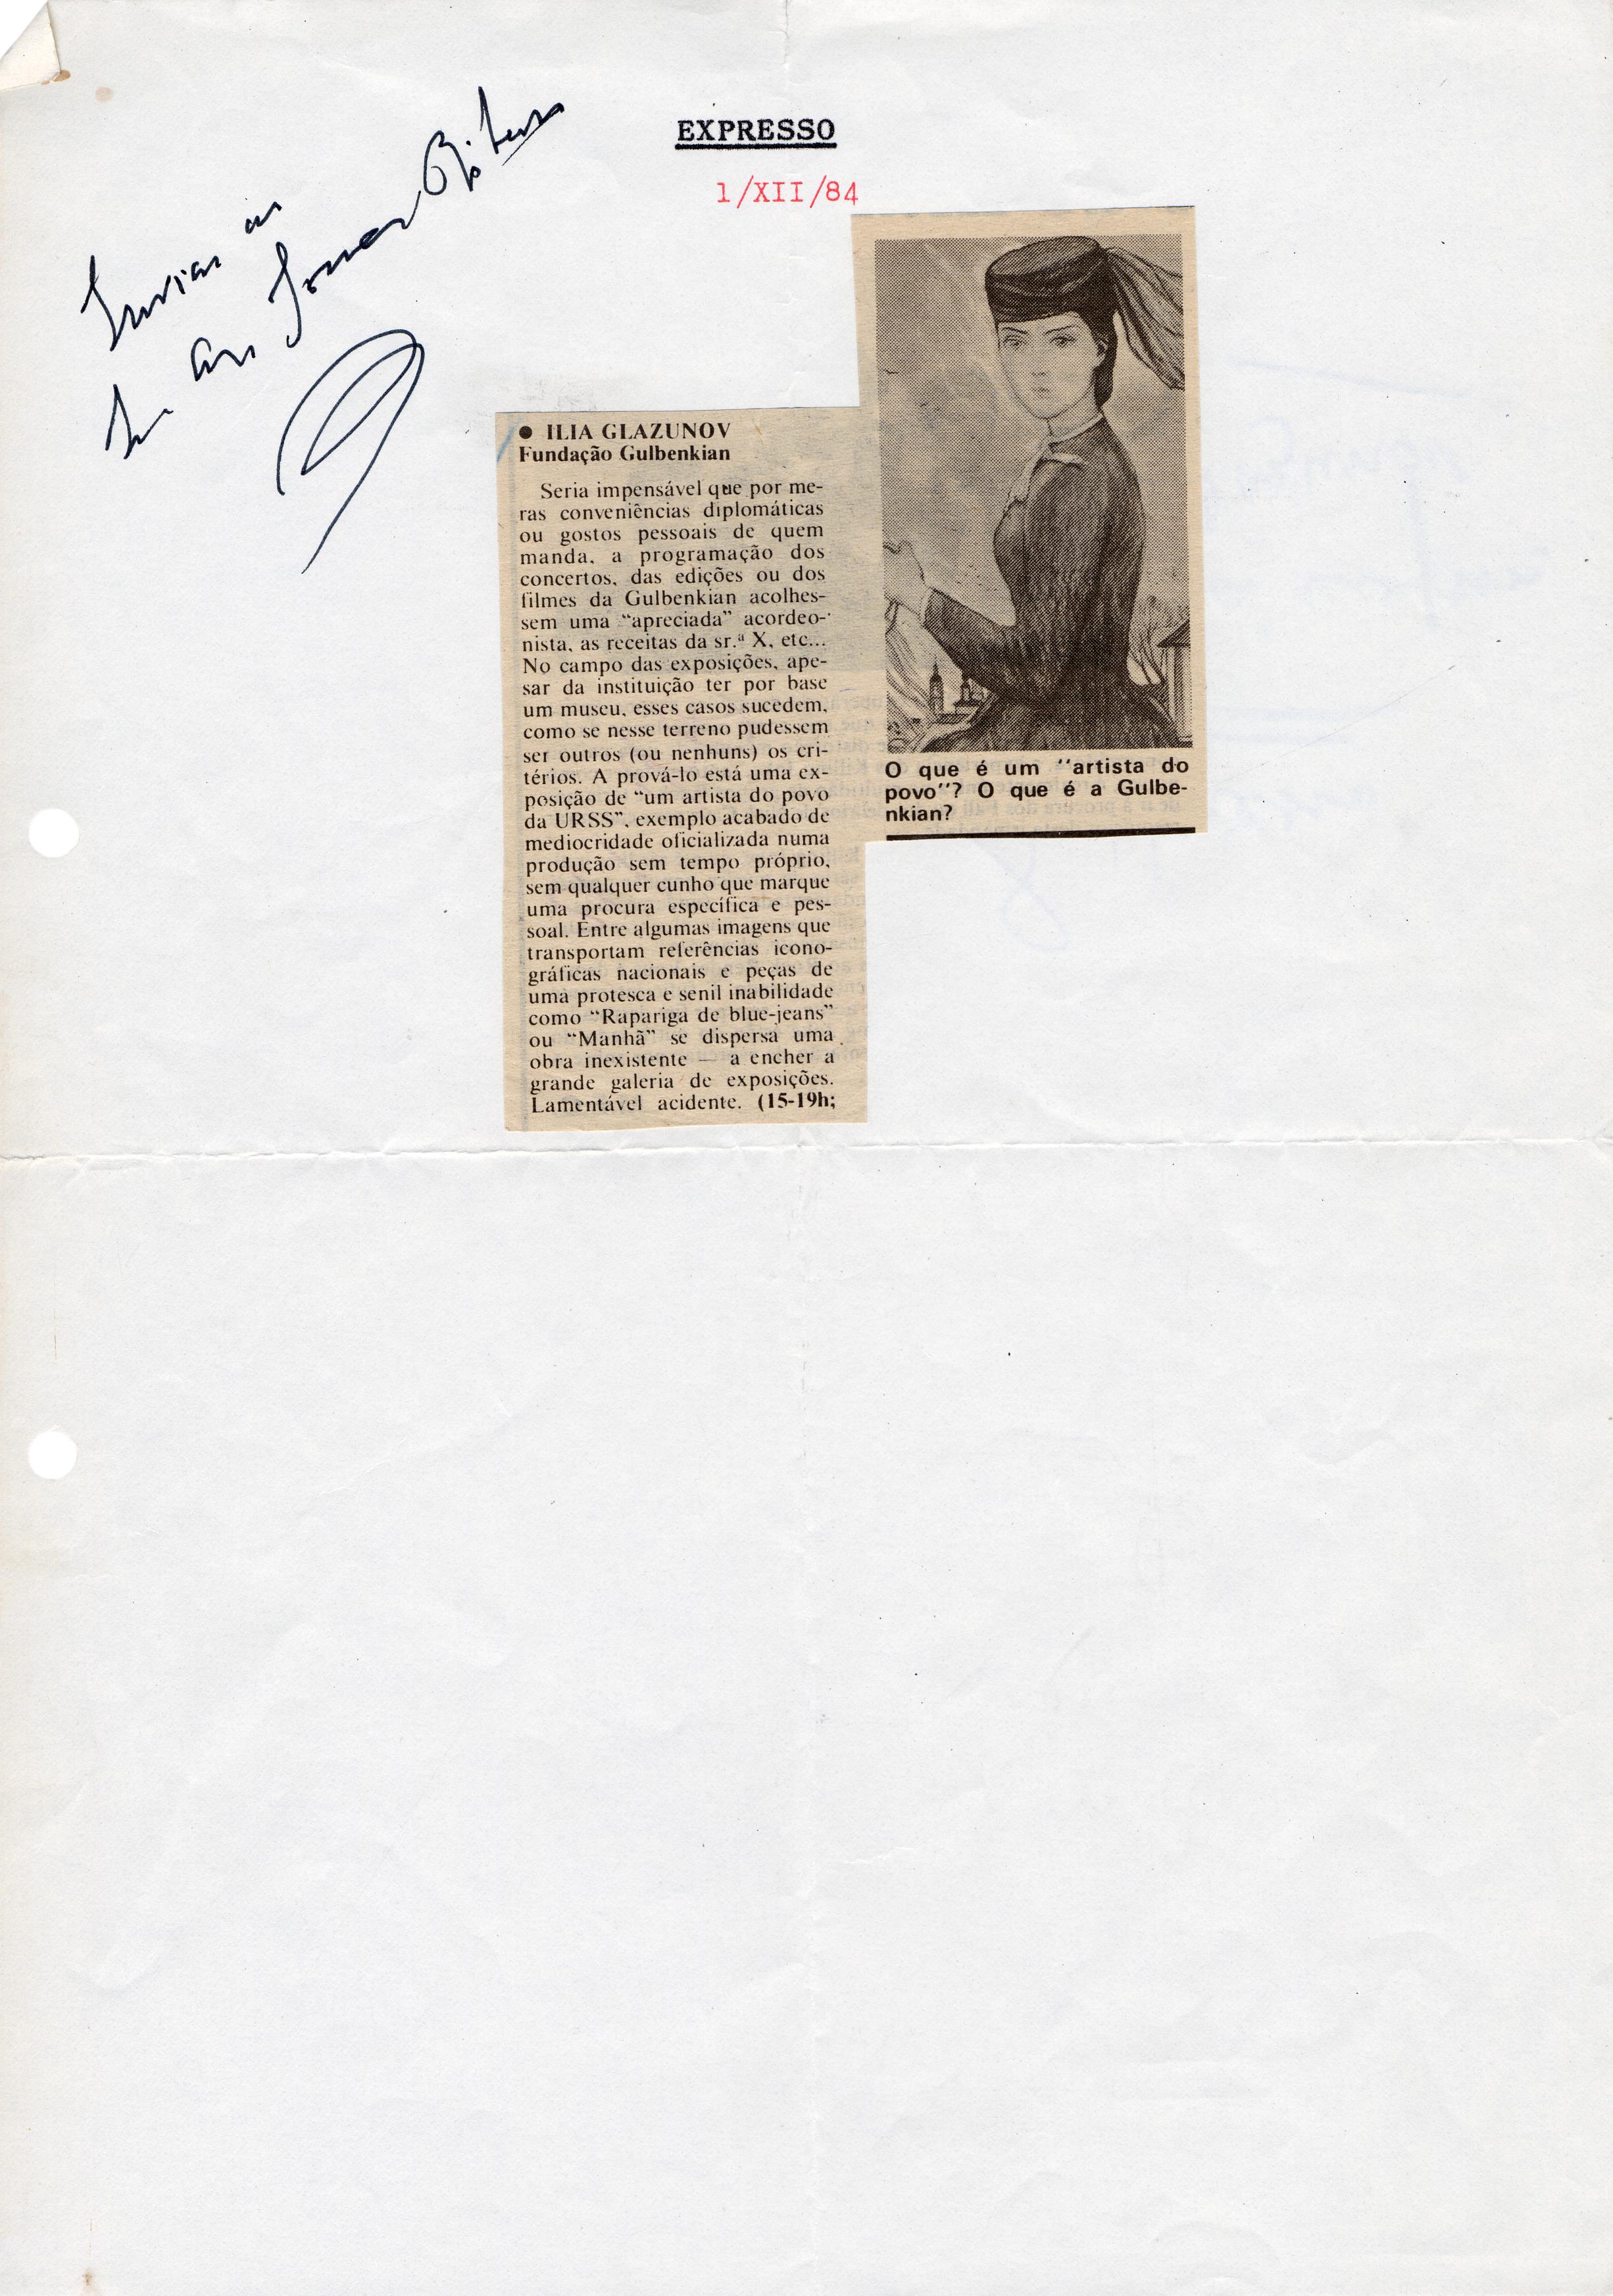 EXPRESSO
1/XII/84
● ILIA GLAZUNOV
Fundação Gulbenkian
Seria impensável que por me-
ras conveniências diplomáticas
ou gostos pessoais de quem
manda, a programação dos
concertos, das edições ou dos
filmes da Gulbenkian acolhes-
sem uma “apreciada” acordeo-
nista, as receitas da sr.ª X, etc...
No campo das exposições, ape-
sar da instituição ter por base
um museu, esses casos sucedem,
como se nesse terreno pudessem
ser outros (ou nenhuns) os cri-
térios. A prová-lo está uma ex-
posição de “um artista do povo
da URSS”, exemplo acabado de
mediocridade oficializada numa
produção sem tempo próprio,
sem qualquer cunho que marque
uma procura específica e pes-
soal. Entre algumas imagens que
transportam referências icono-
gráficas nacionais e peças de
uma protesca e senil inabilidade
como “Rapariga de blue-jeans”
ou “Manhã” se dispersa uma
obra inexistente — a encher a
grande galeria de exposições.
Lamentável acidente. (15-19h;
O que é um “artista do
povo”? O que é a Gulbe-
nkian?